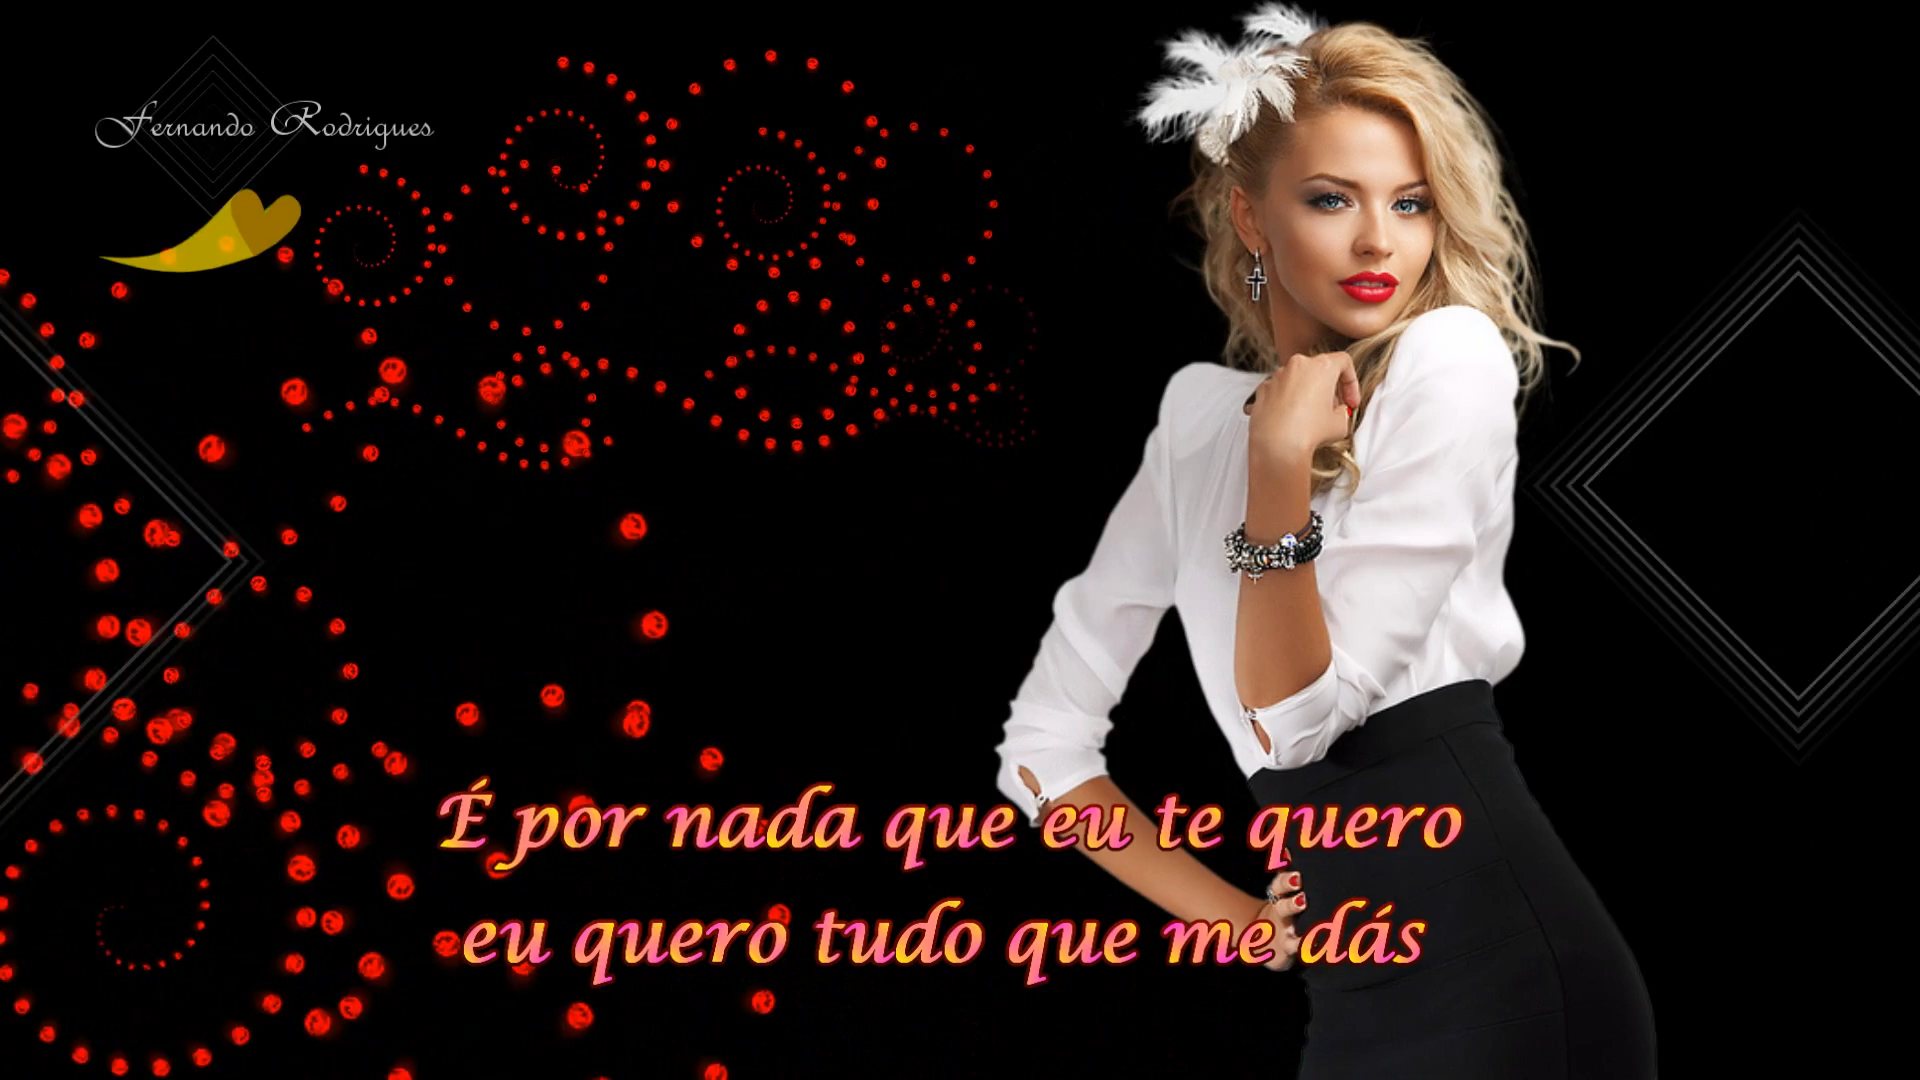 Fernando Rodrigues
É por nada que eu te quero
eu quero tudo que me dás